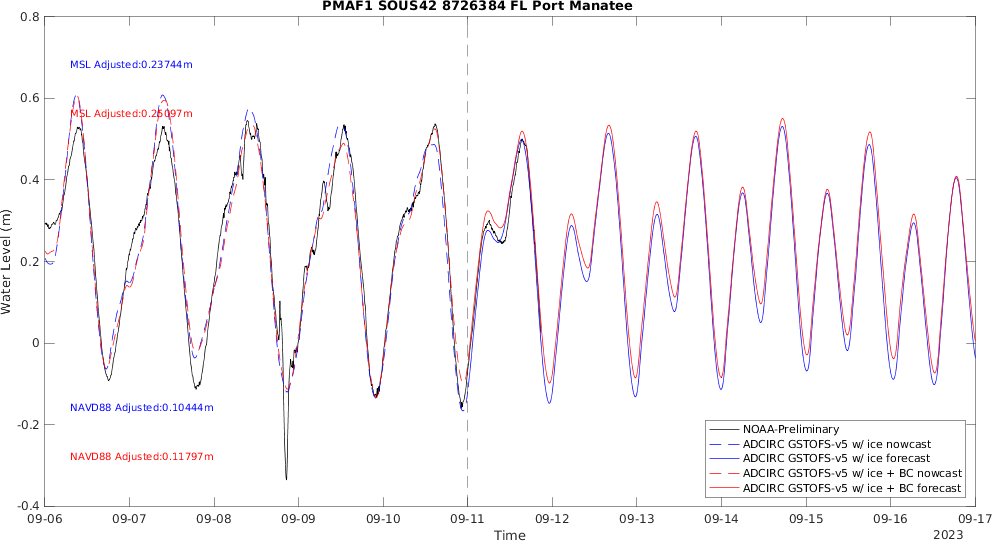 PMAF1 SOUS42 8726384 FL Port Manatee
0.8
0.6
0.4
0.2
0
-0.2
-0.4
Water Level (m)
MSL Adjusted:0.23744m
MSL Adjusted:0.25097m
NAVD88 Adjusted:0.10444m
NAVD88 Adjusted:0.11797m
NOAA-Preliminary
ADCIRC GSTOFS-v5 w/ ice nowcast
ADCIRC GSTOFS-v5 w/ ice forecast
ADCIRC GSTOFS-v5 w/ ice + BC nowcast
ADCIRC GSTOFS-v5 w/ ice + BC forecast
09-06 09-07 09-08 09-09 09-10 09-11 09-12 09-13 09-14 09-15 09-16 09-17
Time
2023